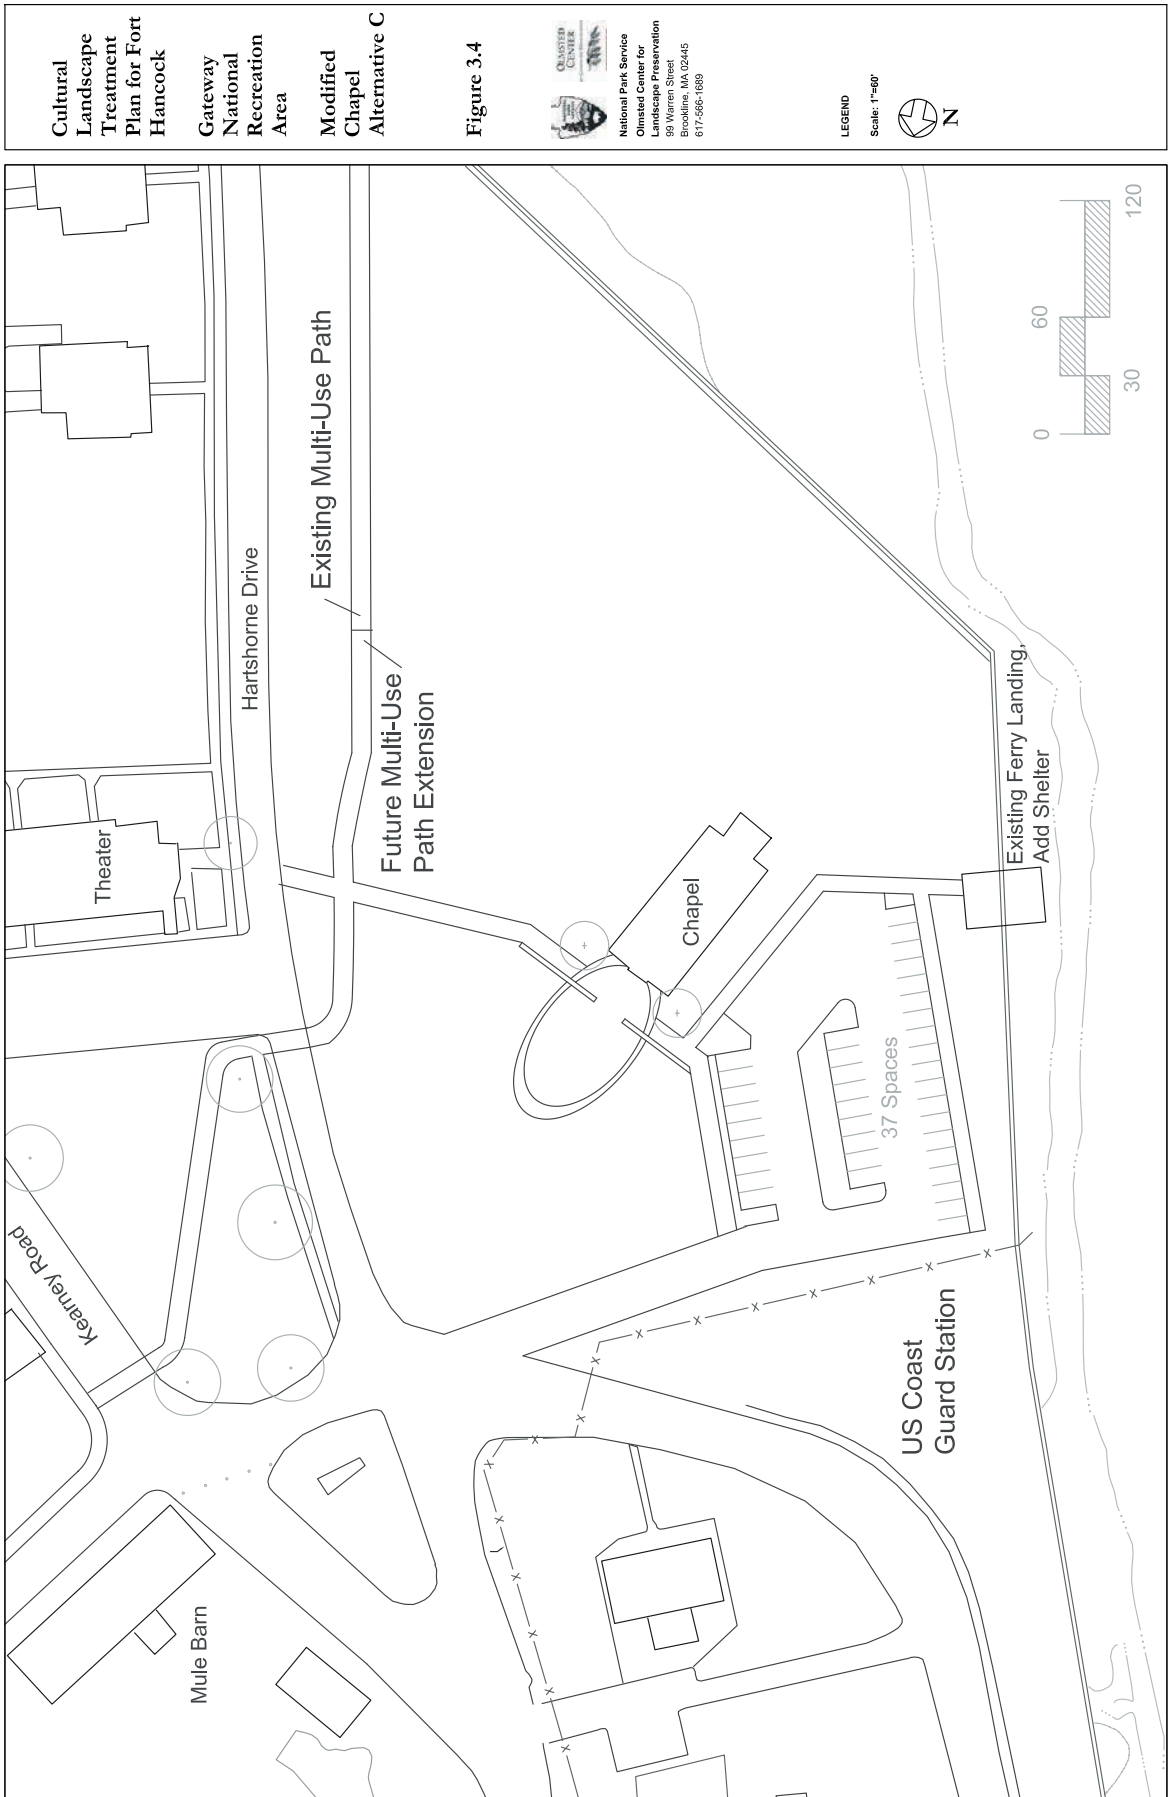 Cultural
Landscape
Treatment
Plan for Fort
Hancock
Gateway
National
Recreation
Area
Modified
Chapel
Alternative C
Figure 3.4
OLMSTED
CENTER
National Park Service
Olmsted Center for
Landscape Preservation
99 Warren Street
Brookline, MA 02445
617-566-1689
LEGEND
Scale: 1"=60'
N
Mule Barn
Kearney Road
Theater
Hartshorne Drive
Existing Multi-Use Path
Future Multi-Use
Path Extension
Chapel
37 Spaces
US Coast
Guard Station
Existing Ferry Landing,
Add Shelter
0
30
60
120